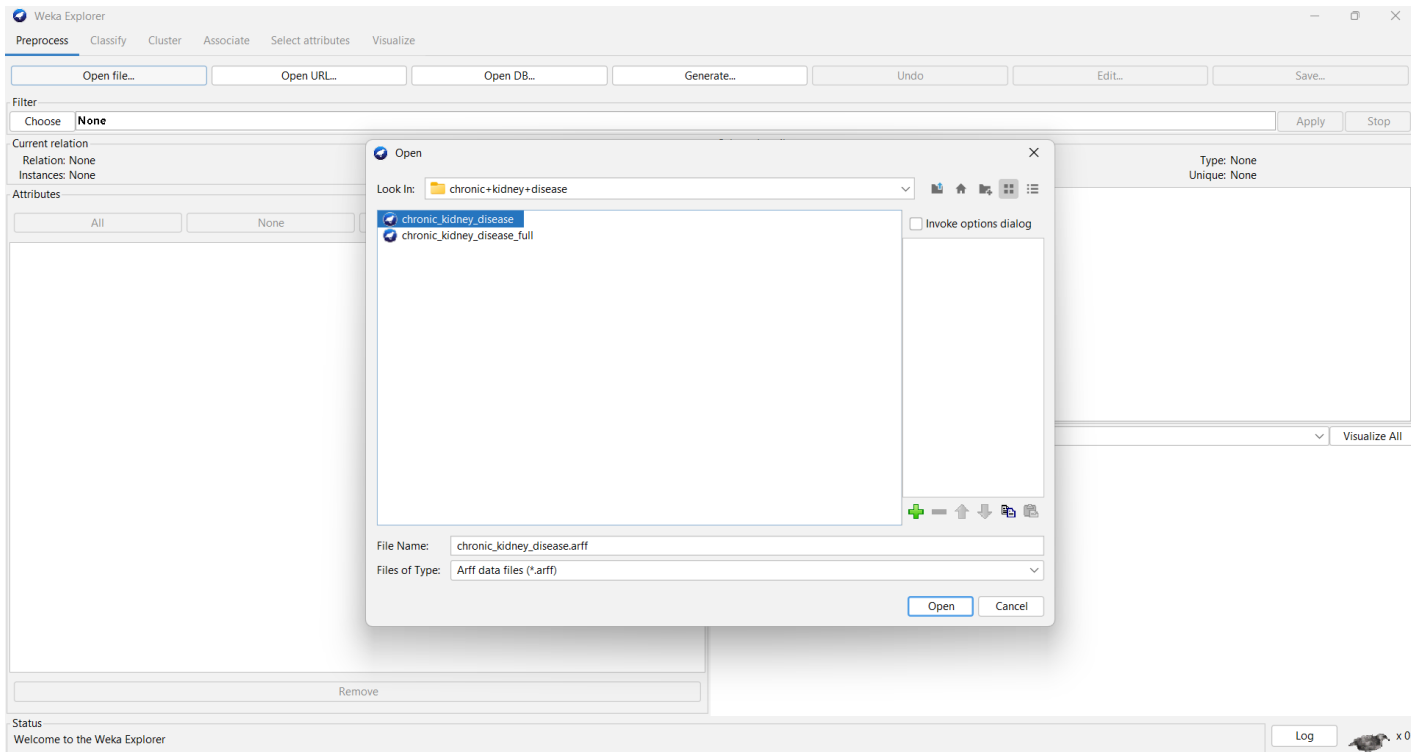 Weka Explorer
Preprocess Classify Cluster Associate Select attributes Visualize
Open file... Open URL... Open DB... Generate... Undo Edit... Save...
Filter
Choose None Apply Stop
Current relation
Relation: None
Instances: None
Type: None
Unique: None
Attributes
All None
Open
Look In: chronic+kidney+disease
chronic_kidney_disease
chronic_kidney_disease_full
Invoke options dialog
File Name: chronic_kidney_disease.arff
Files of Type: Arff data files (*.arff)
Open Cancel
Visualize All
Remove
Status
Welcome to the Weka Explorer
Log x 0